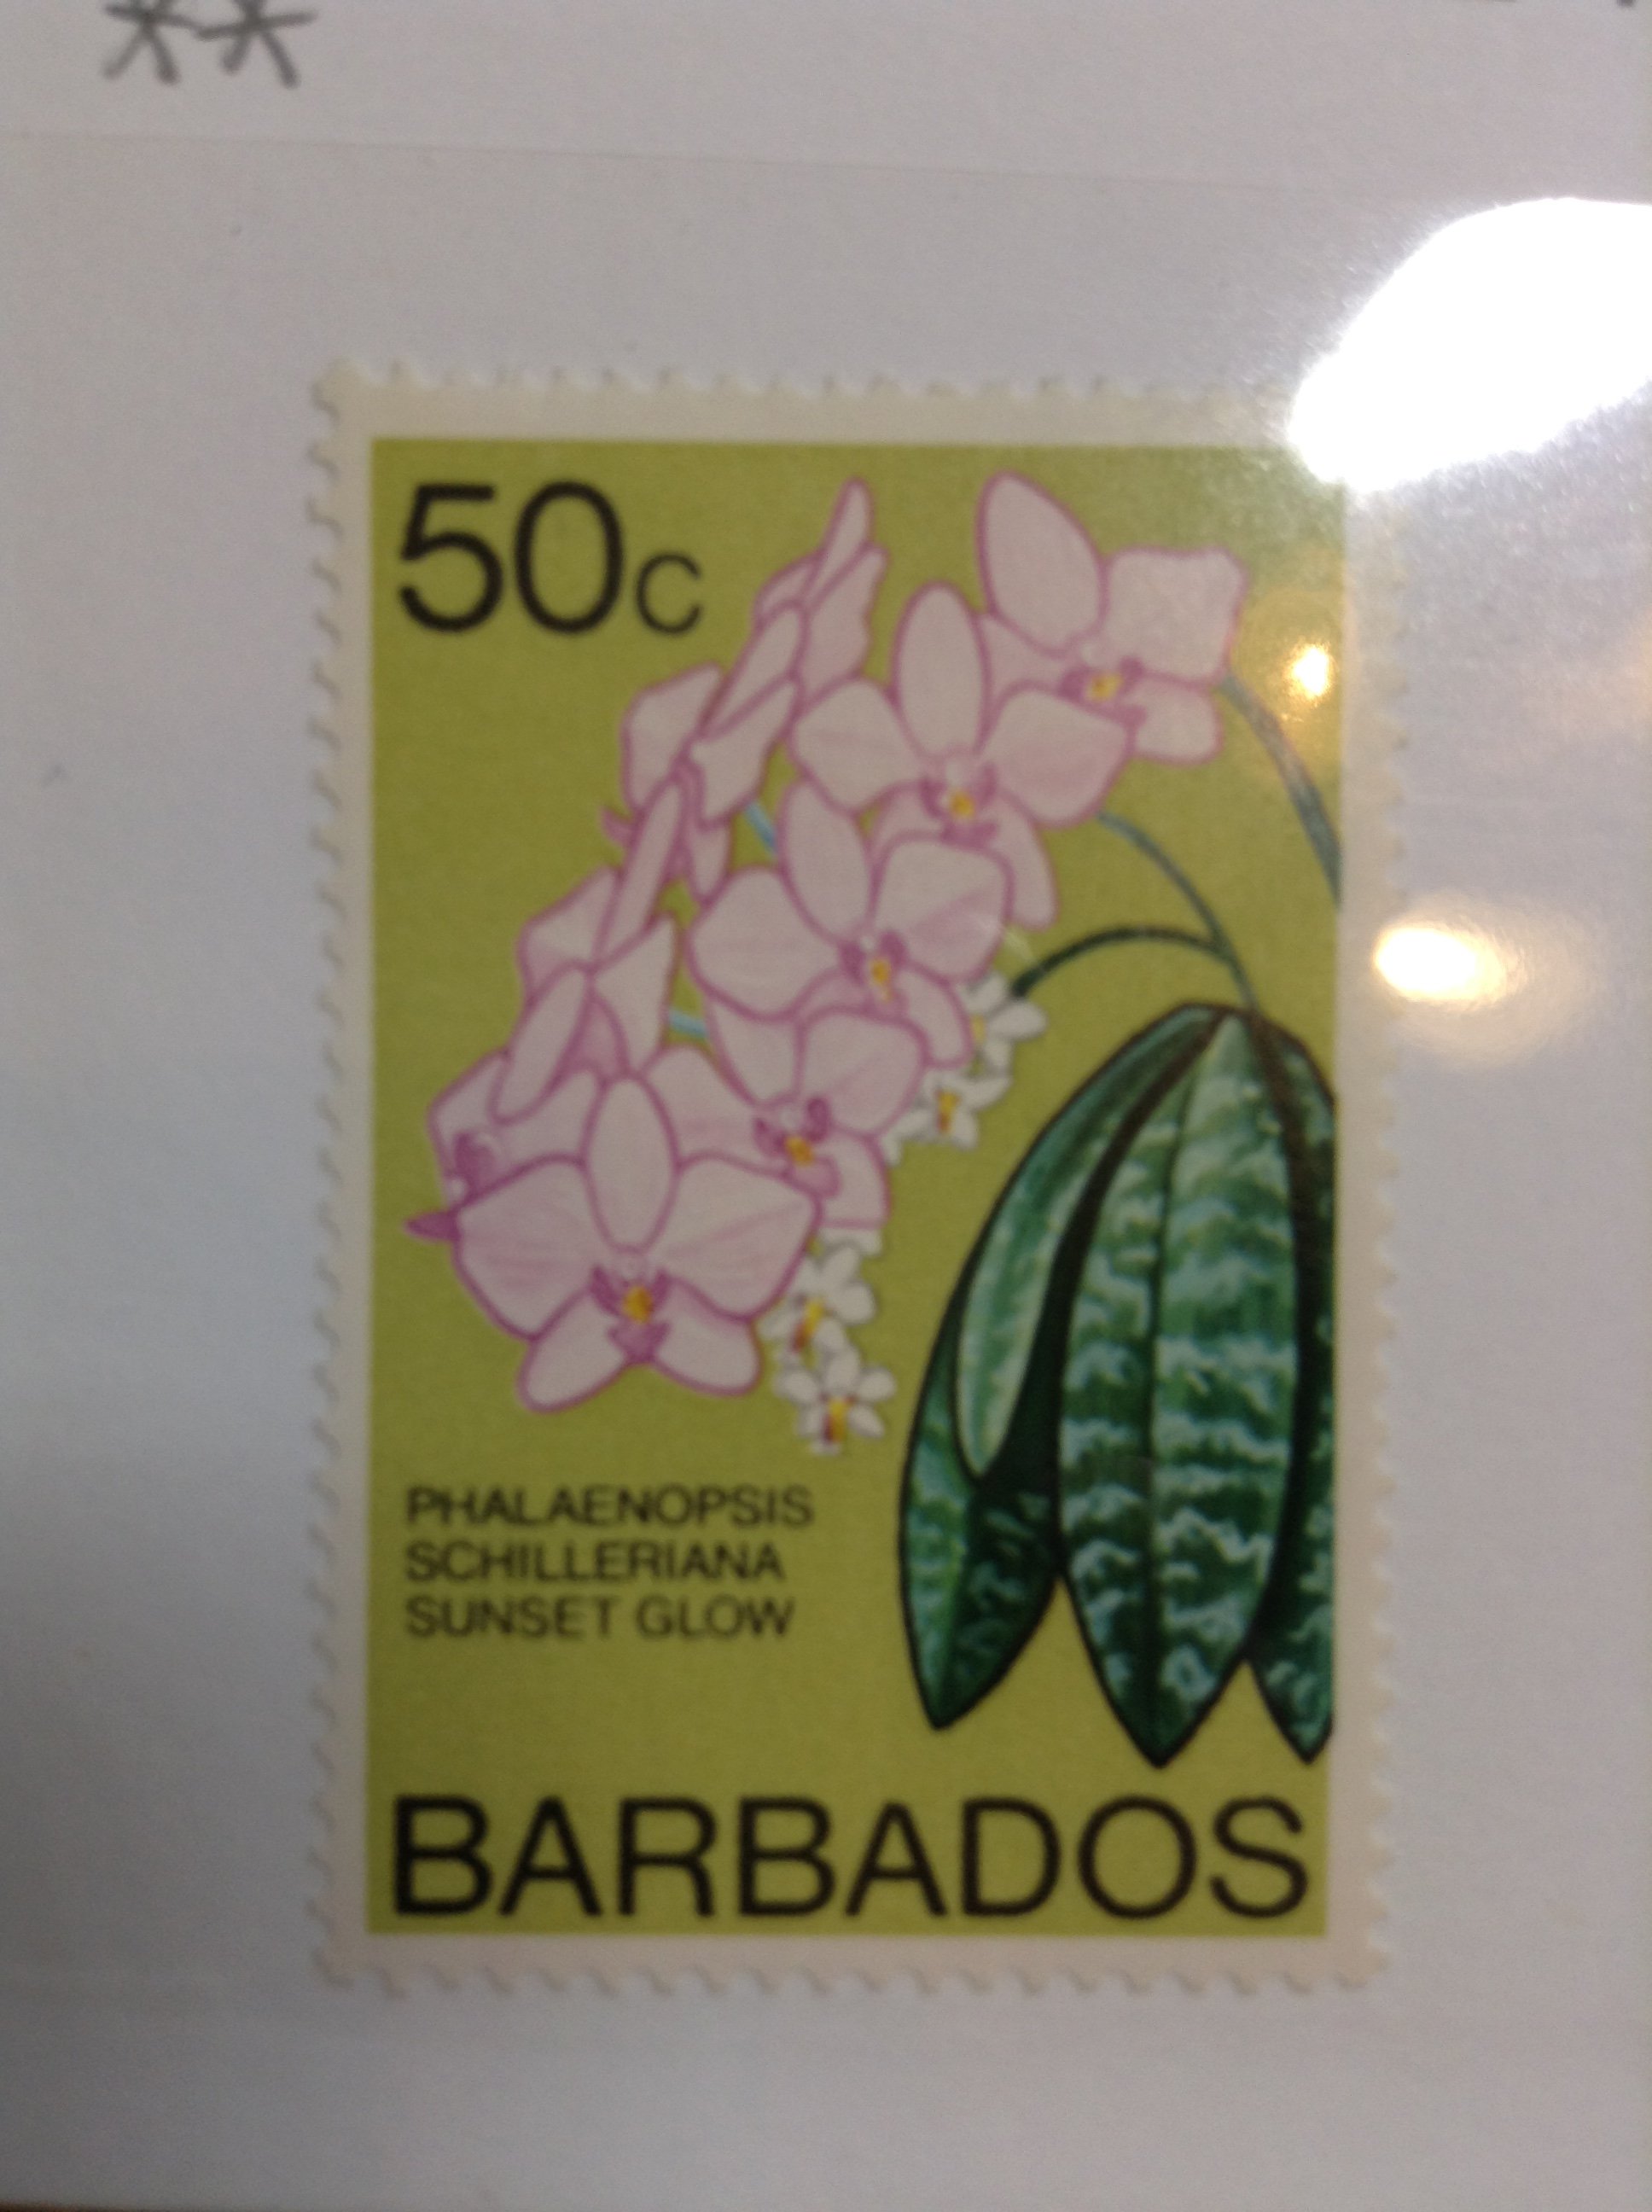 **
50c
PHALAENOPSIS
SCHILLERIANA
SUNSET GLOW
BARBADOS